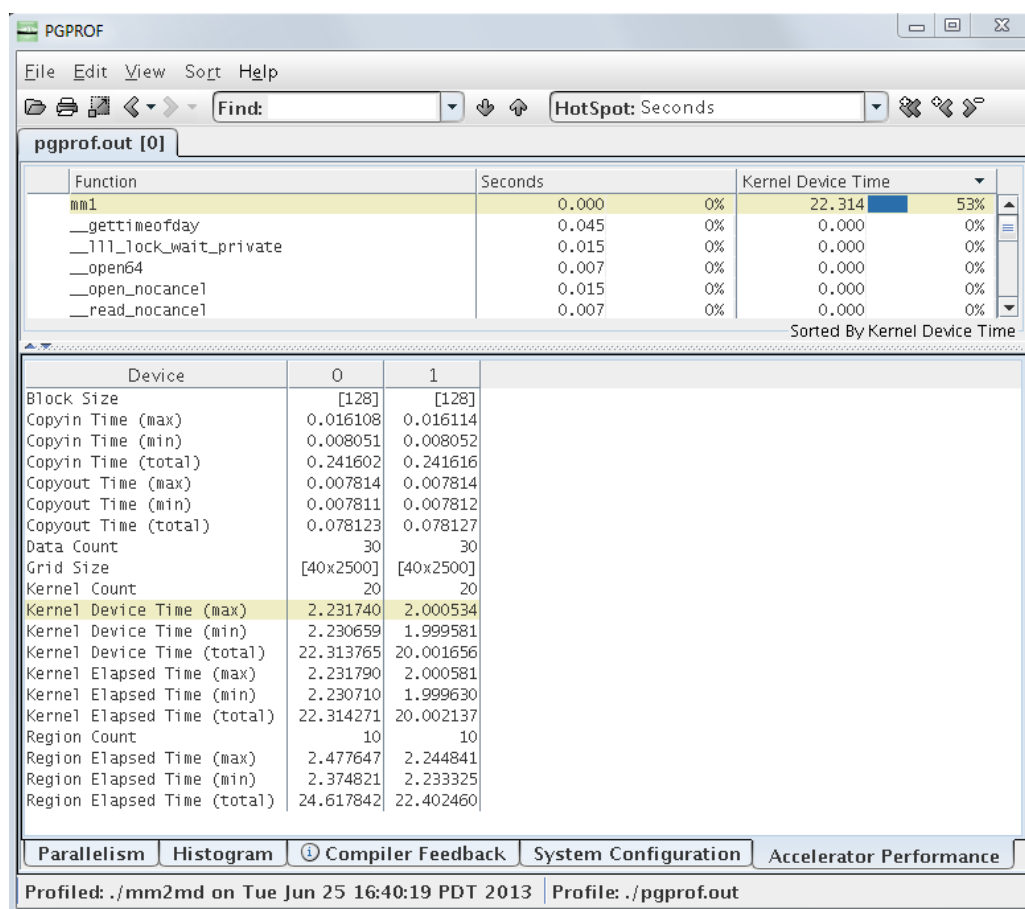 PGPROF
File Edit View Sort Help
Find: HotSpot: Seconds
pgprof.out [0]
Function Seconds Kernel Device Time
mm1 0.000 0% 22.314 53%
__gettimeofday 0.045 0% 0.000 0%
__lll_lock_wait_private 0.015 0% 0.000 0%
__open64 0.007 0% 0.000 0%
__open_nocancel 0.015 0% 0.000 0%
__read_nocancel 0.007 0% 0.000 0%
Sorted By Kernel Device Time
Device 0 1
Block Size [128] [128]
Copyin Time (max) 0.016108 0.016114
Copyin Time (min) 0.008051 0.008052
Copyin Time (total) 0.241602 0.241616
Copyout Time (max) 0.007814 0.007814
Copyout Time (min) 0.007811 0.007812
Copyout Time (total) 0.078123 0.078127
Data Count 30 30
Grid Size [40x2500] [40x2500]
Kernel Count 20 20
Kernel Device Time (max) 2.231740 2.000534
Kernel Device Time (min) 2.230659 1.999581
Kernel Device Time (total) 22.313765 20.001656
Kernel Elapsed Time (max) 2.231790 2.000581
Kernel Elapsed Time (min) 2.230710 1.999630
Kernel Elapsed Time (total) 22.314271 20.002137
Region Count 10 10
Region Elapsed Time (max) 2.477647 2.244841
Region Elapsed Time (min) 2.374821 2.233325
Region Elapsed Time (total) 24.617842 22.402460
Parallelism Histogram Compiler Feedback System Configuration Accelerator Performance
Profiled: ./mm2md on Tue Jun 25 16:40:19 PDT 2013 Profile: ./pgprof.out